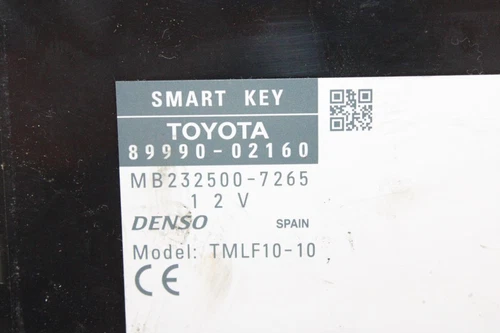 SMART KEY
TOYOTA
89990-02160
MB232500-7265
12V
DENSO SPAIN
Model: TMLF10-10
CE